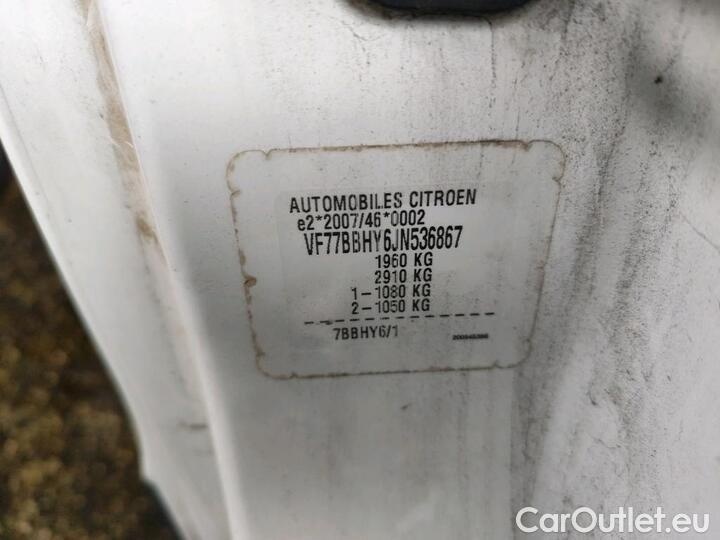 AUTOMOBILES CITROEN
e2*2007/46*0002
VF77BBHY6JN536867
1960 KG
2910 KG
1-1080 KG
2-1050 KG
7BBHY6/1
CarOutlet.eu